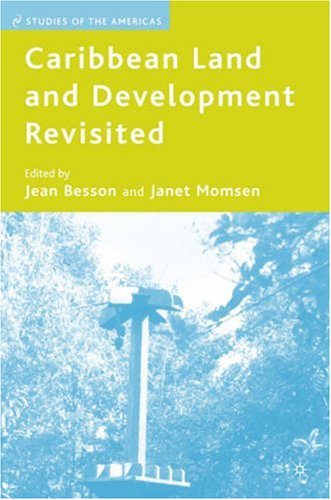 STUDIES OF THE AMERICAS
Caribbean Land
and Development
Revisited
Edited by
Jean Besson and Janet Momsen